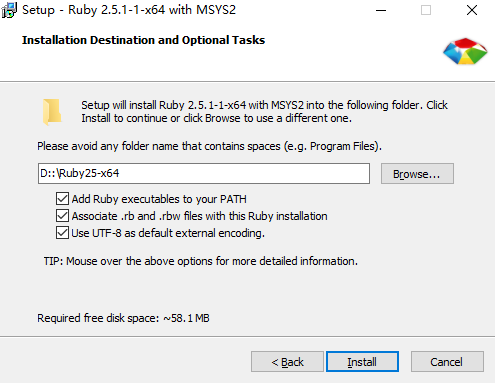 Setup - Ruby 2.5.1-1-x64 with MSYS2
Installation Destination and Optional Tasks
Setup will install Ruby 2.5.1-1-x64 with MSYS2 into the following folder. Click
Install to continue or click Browse to use a different one.
Please avoid any folder name that contains spaces (e.g. Program Files).
D::\Ruby25-x64
Browse...
Add Ruby executables to your PATH
Associate .rb and .rbw files with this Ruby installation
Use UTF-8 as default external encoding.
TIP: Mouse over the above options for more detailed information.
Required free disk space: ~58.1 MB
< Back
Install
Cancel